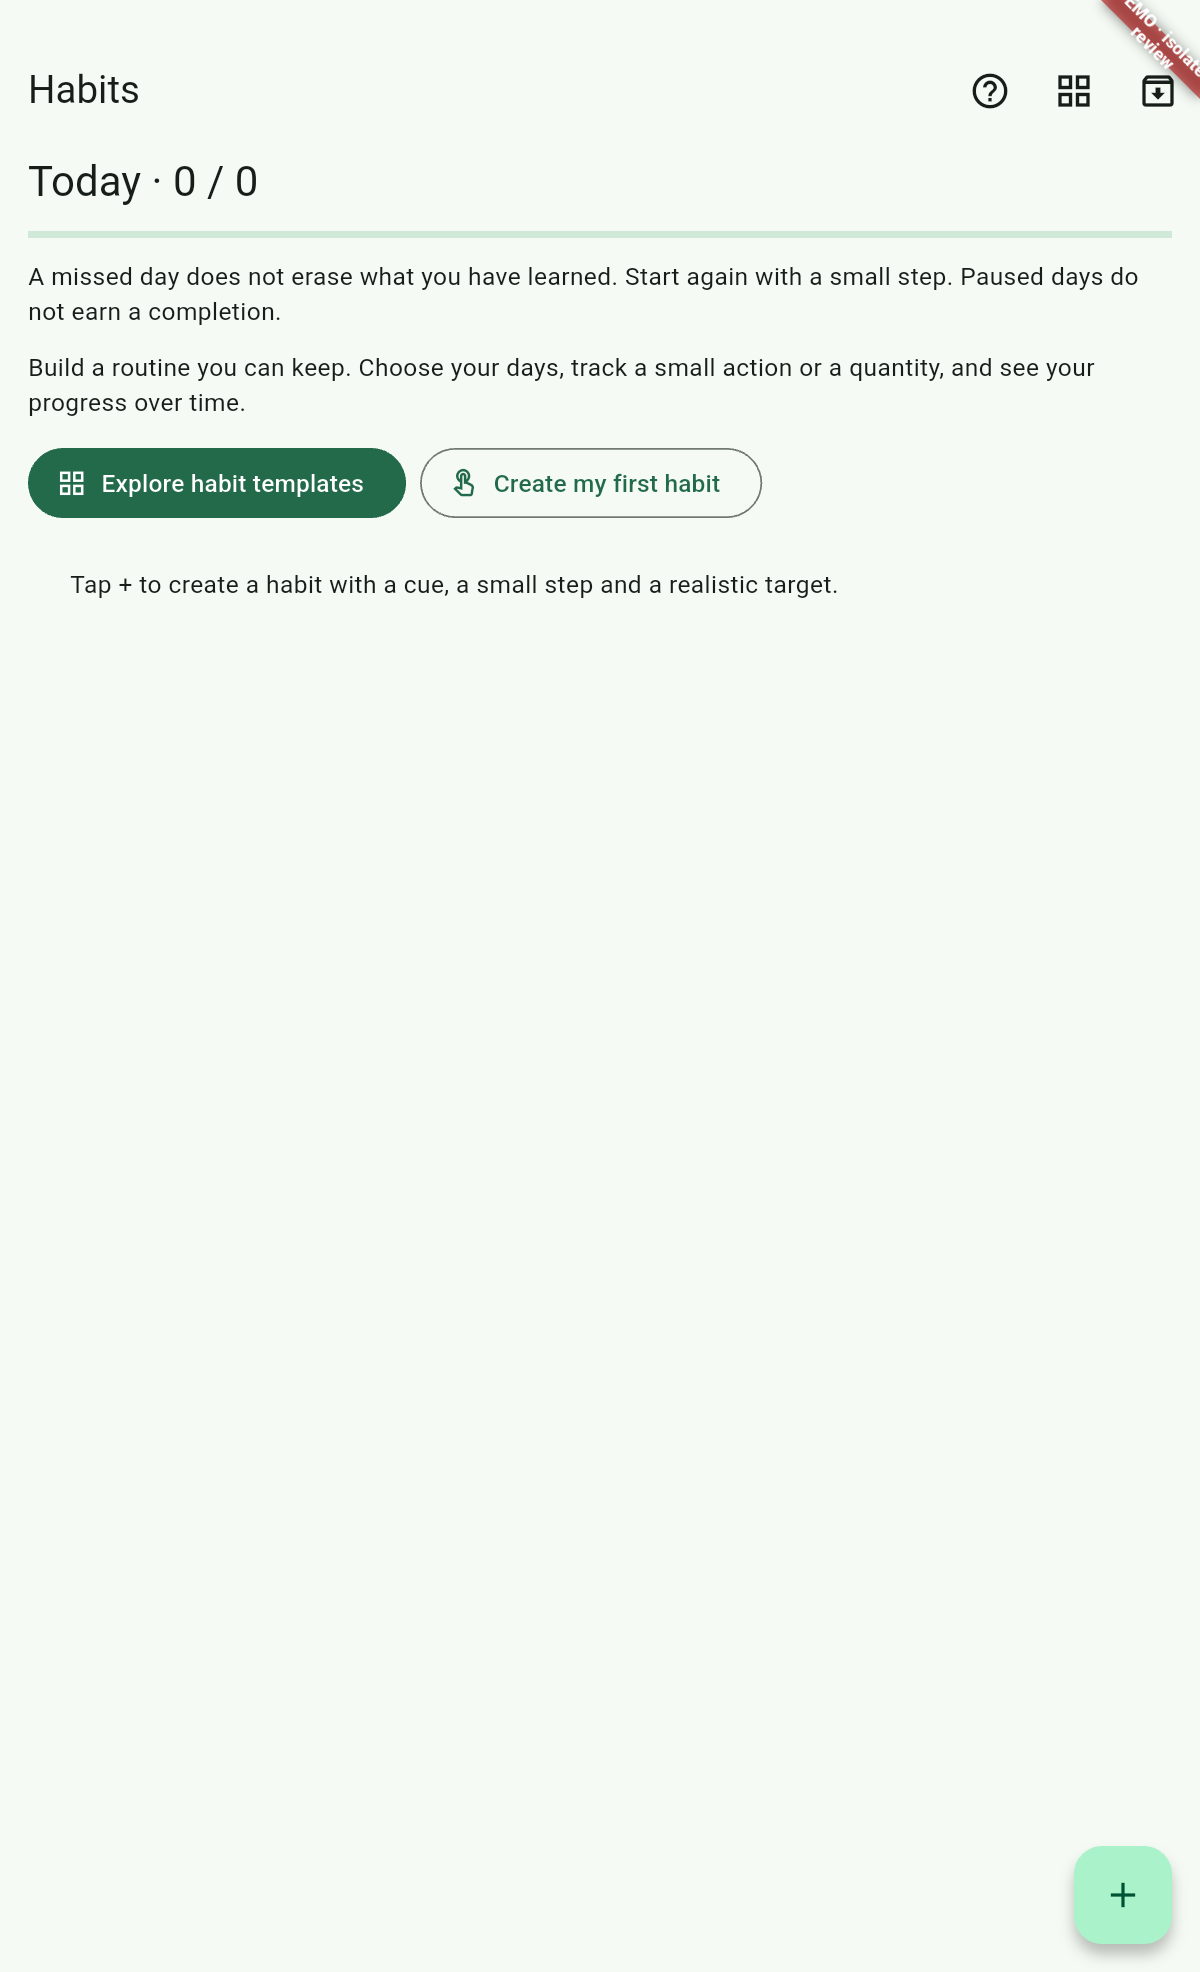 Habits
Today · 0 / 0
A missed day does not erase what you have learned. Start again with a small step. Paused days do
not earn a completion.
Build a routine you can keep. Choose your days, track a small action or a quantity, and see your
progress over time.
Explore habit templates
Create my first habit
Tap + to create a habit with a cue, a small step and a realistic target.
review